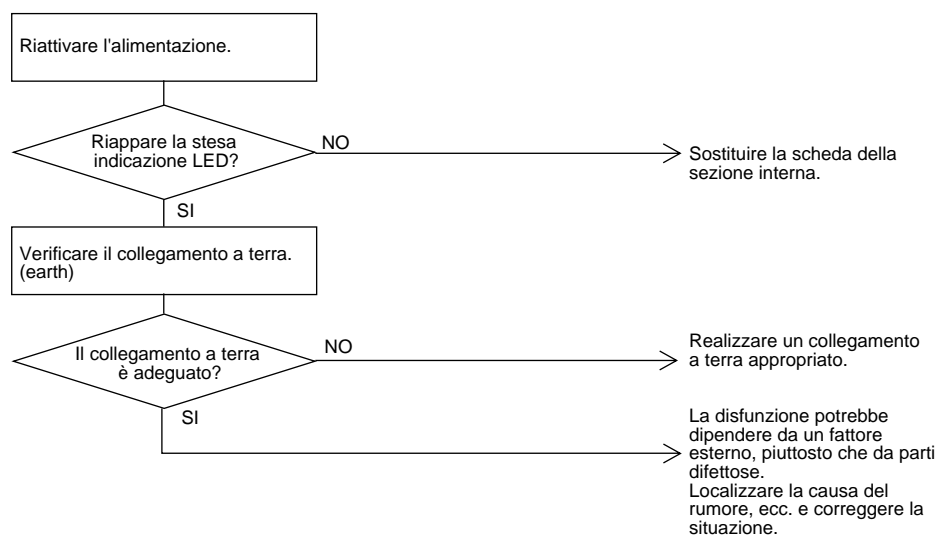 Riattivare l'alimentazione.
Riappare la stesa
indicazione LED?
NO
Sostituire la scheda della
sezione interna.
SI
Verificare il collegamento a terra.
(earth)
Il collegamento a terra
è adeguato?
NO
Realizzare un collegamento
a terra appropriato.
SI
La disfunzione potrebbe
dipendere da un fattore
esterno, piuttosto che da parti
difettose.
Localizzare la causa del
rumore, ecc. e correggere la
situazione.